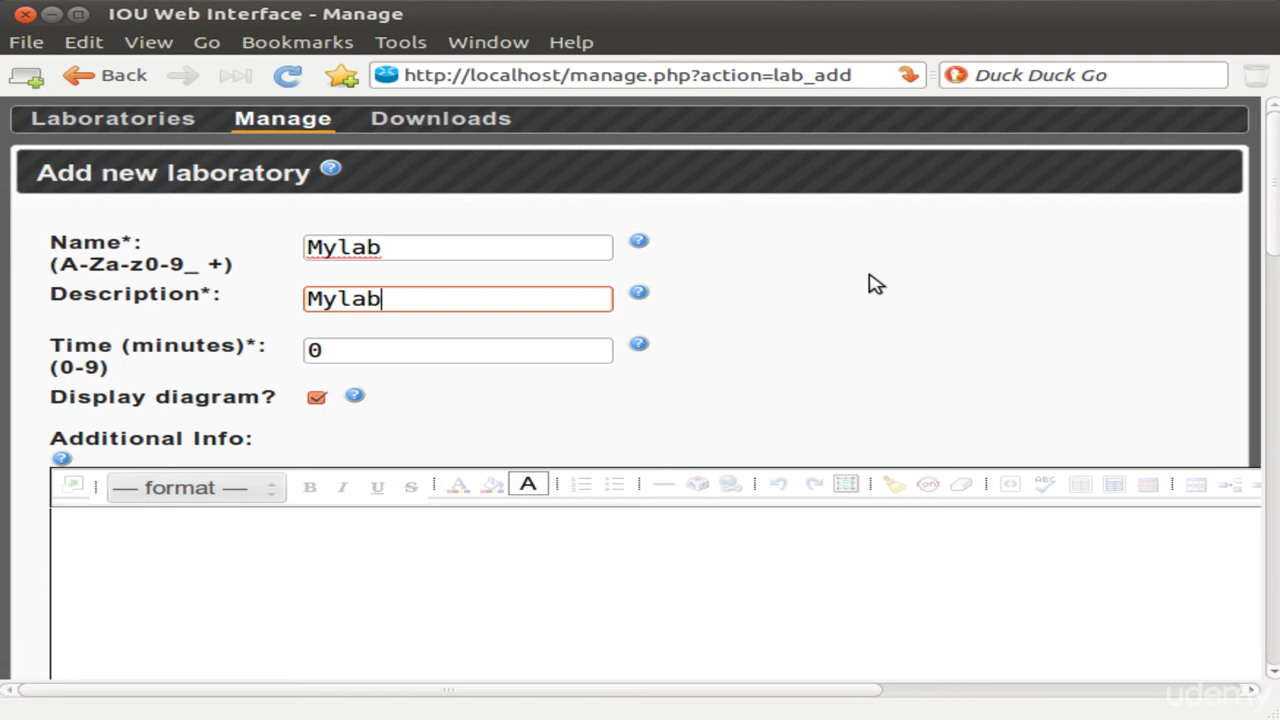 IOU Web Interface - Manage
File Edit View Go Bookmarks Tools Window Help
Back http://localhost/manage.php?action=lab_add Duck Duck Go
Laboratories Manage Downloads
Add new laboratory
Name*: Mylab
(A-Za-z0-9_ +)
Description*: Mylab
Time (minutes)*: 0
(0-9)
Display diagram?
Additional Info:
— format — B I U S A A ABC
udemy